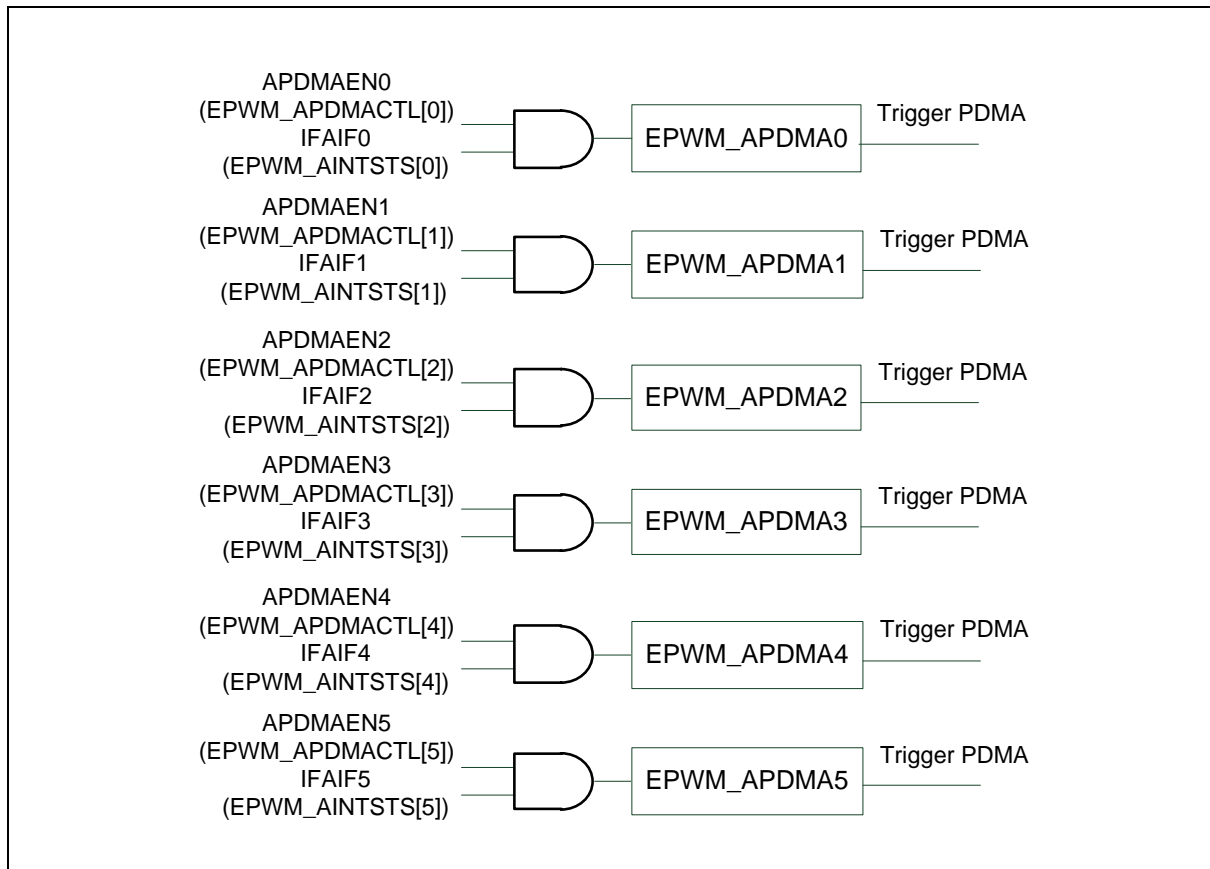 APDMAEN0
(EPWM_APDMACTL[0])
IFAIF0
(EPWM_AINTSTS[0])
EPWM_APDMA0
Trigger PDMA
APDMAEN1
(EPWM_APDMACTL[1])
IFAIF1
(EPWM_AINTSTS[1])
EPWM_APDMA1
Trigger PDMA
APDMAEN2
(EPWM_APDMACTL[2])
IFAIF2
(EPWM_AINTSTS[2])
EPWM_APDMA2
Trigger PDMA
APDMAEN3
(EPWM_APDMACTL[3])
IFAIF3
(EPWM_AINTSTS[3])
EPWM_APDMA3
Trigger PDMA
APDMAEN4
(EPWM_APDMACTL[4])
IFAIF4
(EPWM_AINTSTS[4])
EPWM_APDMA4
Trigger PDMA
APDMAEN5
(EPWM_APDMACTL[5])
IFAIF5
(EPWM_AINTSTS[5])
EPWM_APDMA5
Trigger PDMA